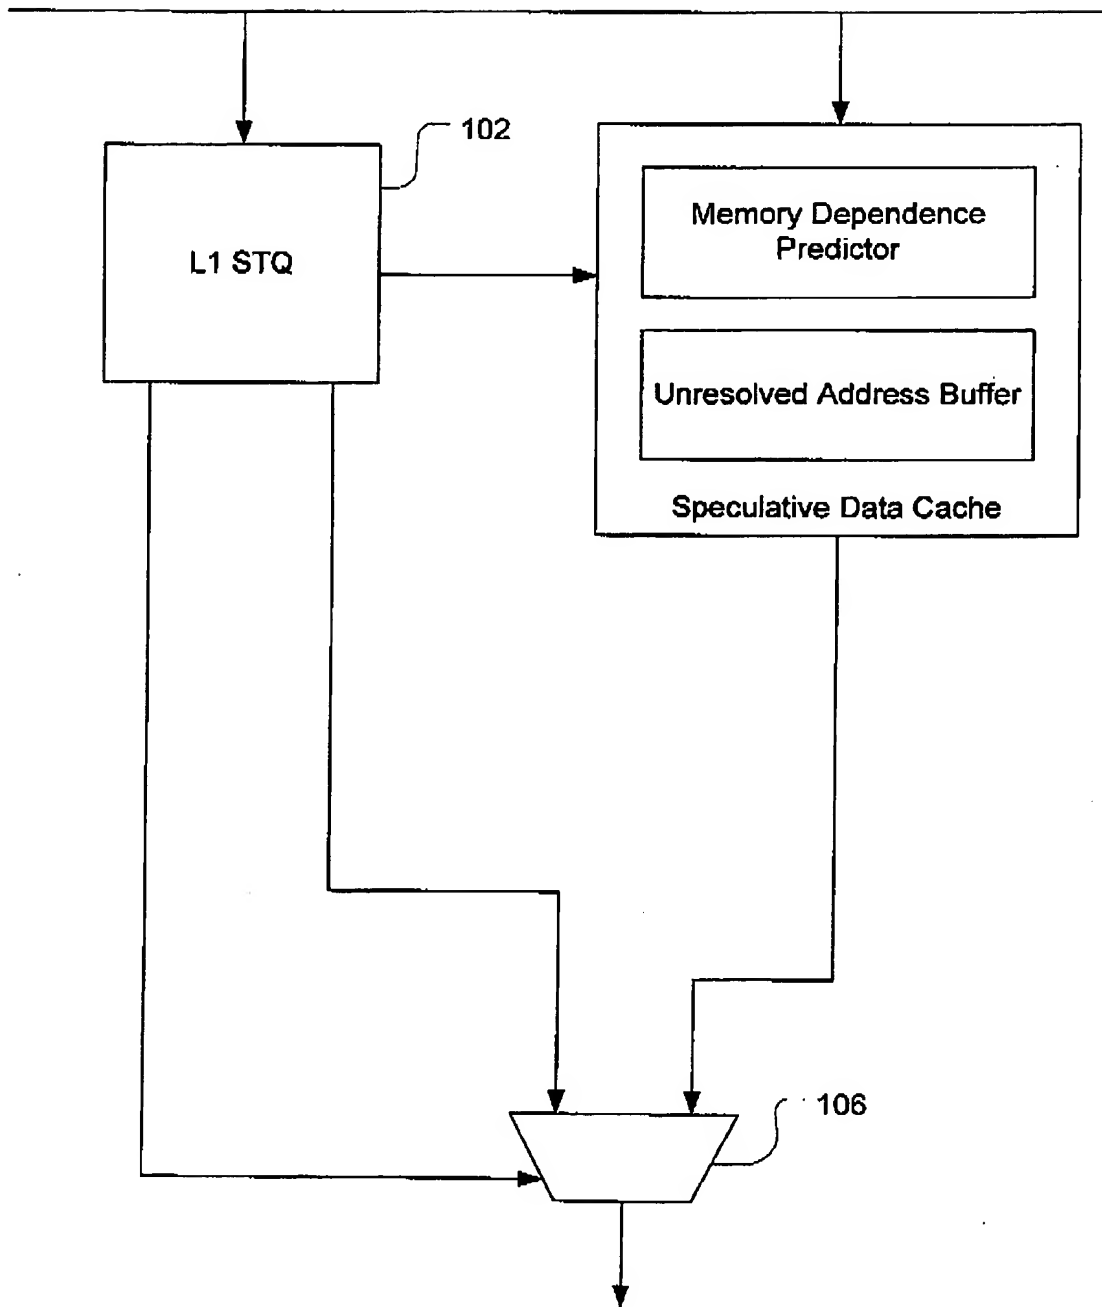 102
L1 STQ
Memory Dependence
Predictor
Unresolved Address Buffer
Speculative Data Cache
106